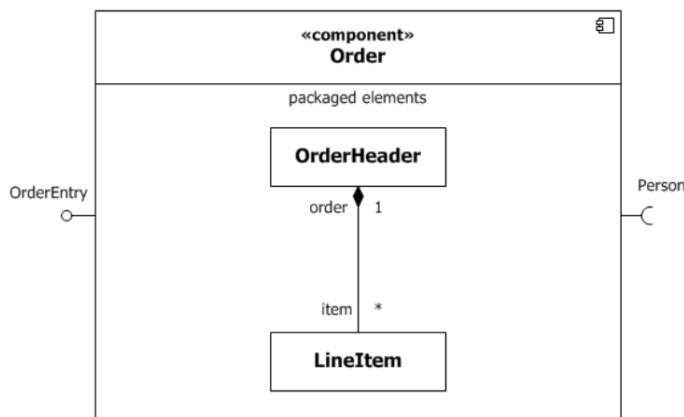 «component»
Order
packaged elements
OrderHeader
OrderEntry
Person
order 1
item *
LineItem